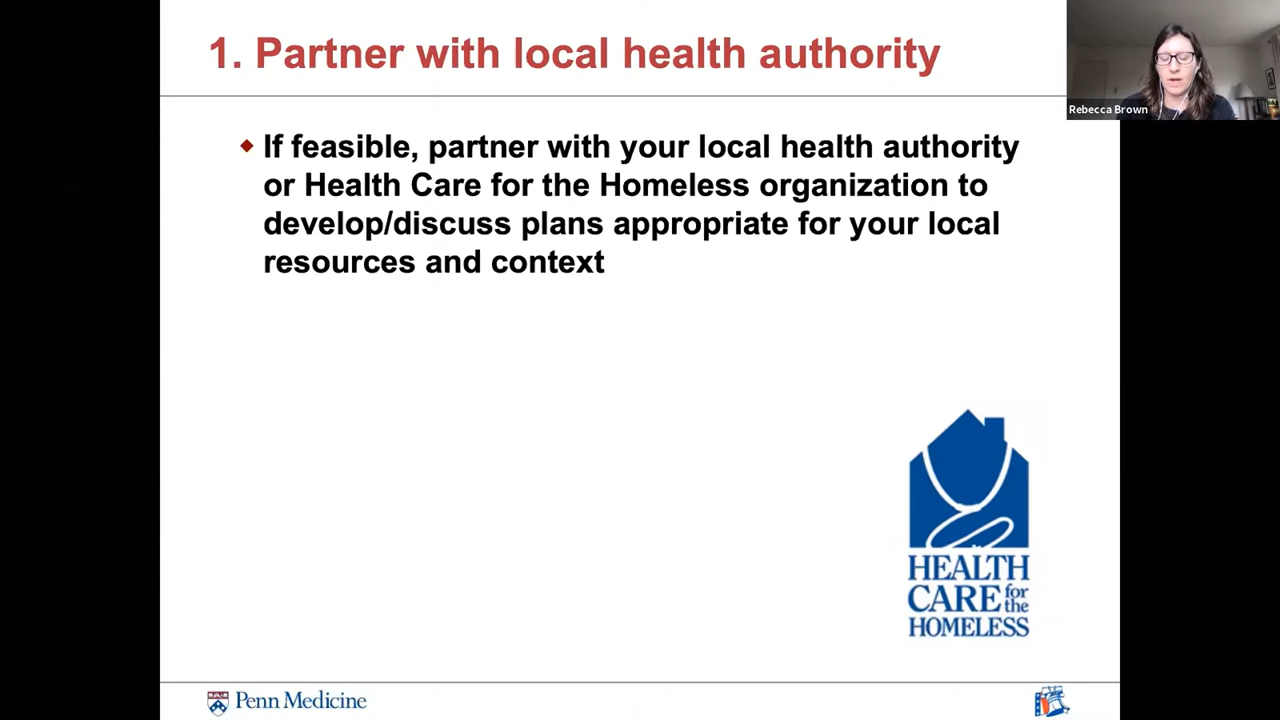 1. Partner with local health authority
Rebecca Brown
If feasible, partner with your local health authority
or Health Care for the Homeless organization to
develop/discuss plans appropriate for your local
resources and context
HEALTH
CARE for
the
HOMELESS
Penn Medicine